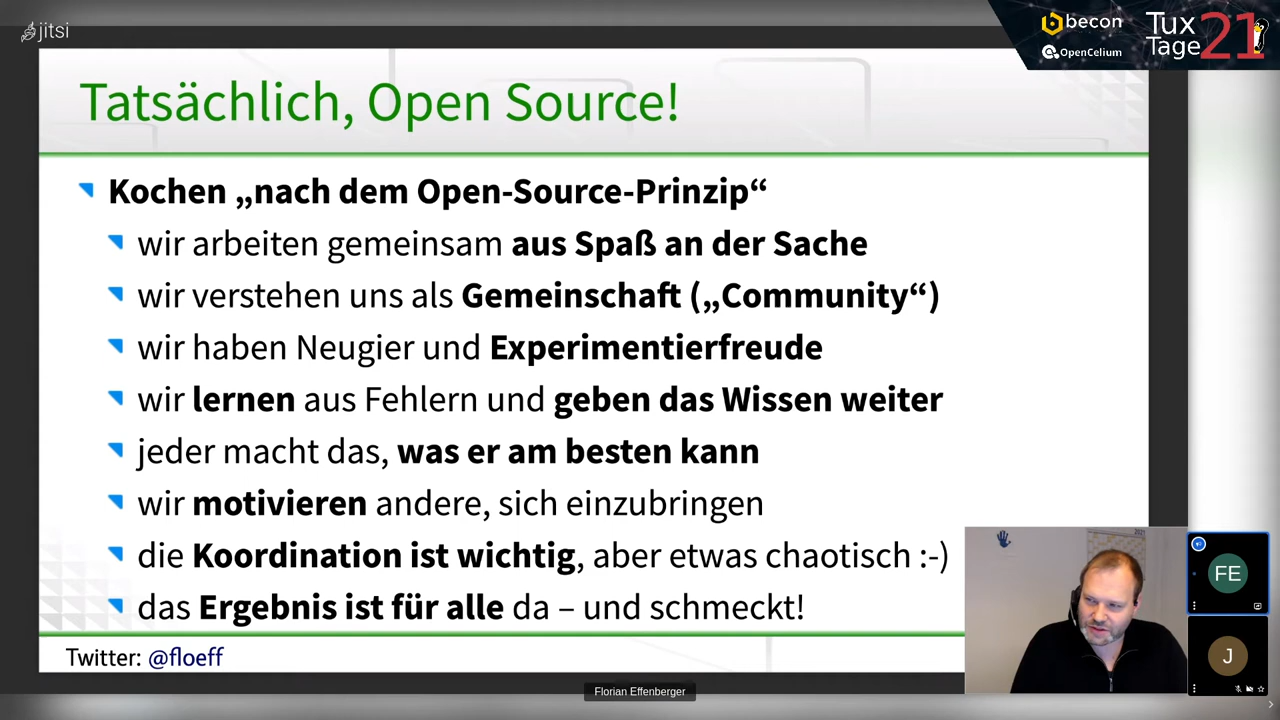 jitsi
becon
OpenCelium
Tux
Tage
21
Tatsächlich, Open Source!
Kochen „nach dem Open-Source-Prinzip“
wir arbeiten gemeinsam aus Spaß an der Sache
wir verstehen uns als Gemeinschaft („Community“)
wir haben Neugier und Experimentierfreude
wir lernen aus Fehlern und geben das Wissen weiter
jeder macht das, was er am besten kann
wir motivieren andere, sich einzubringen
die Koordination ist wichtig, aber etwas chaotisch :-)
das Ergebnis ist für alle da – und schmeckt!
Twitter: @floeff
2021
FE
J
Florian Effenberger